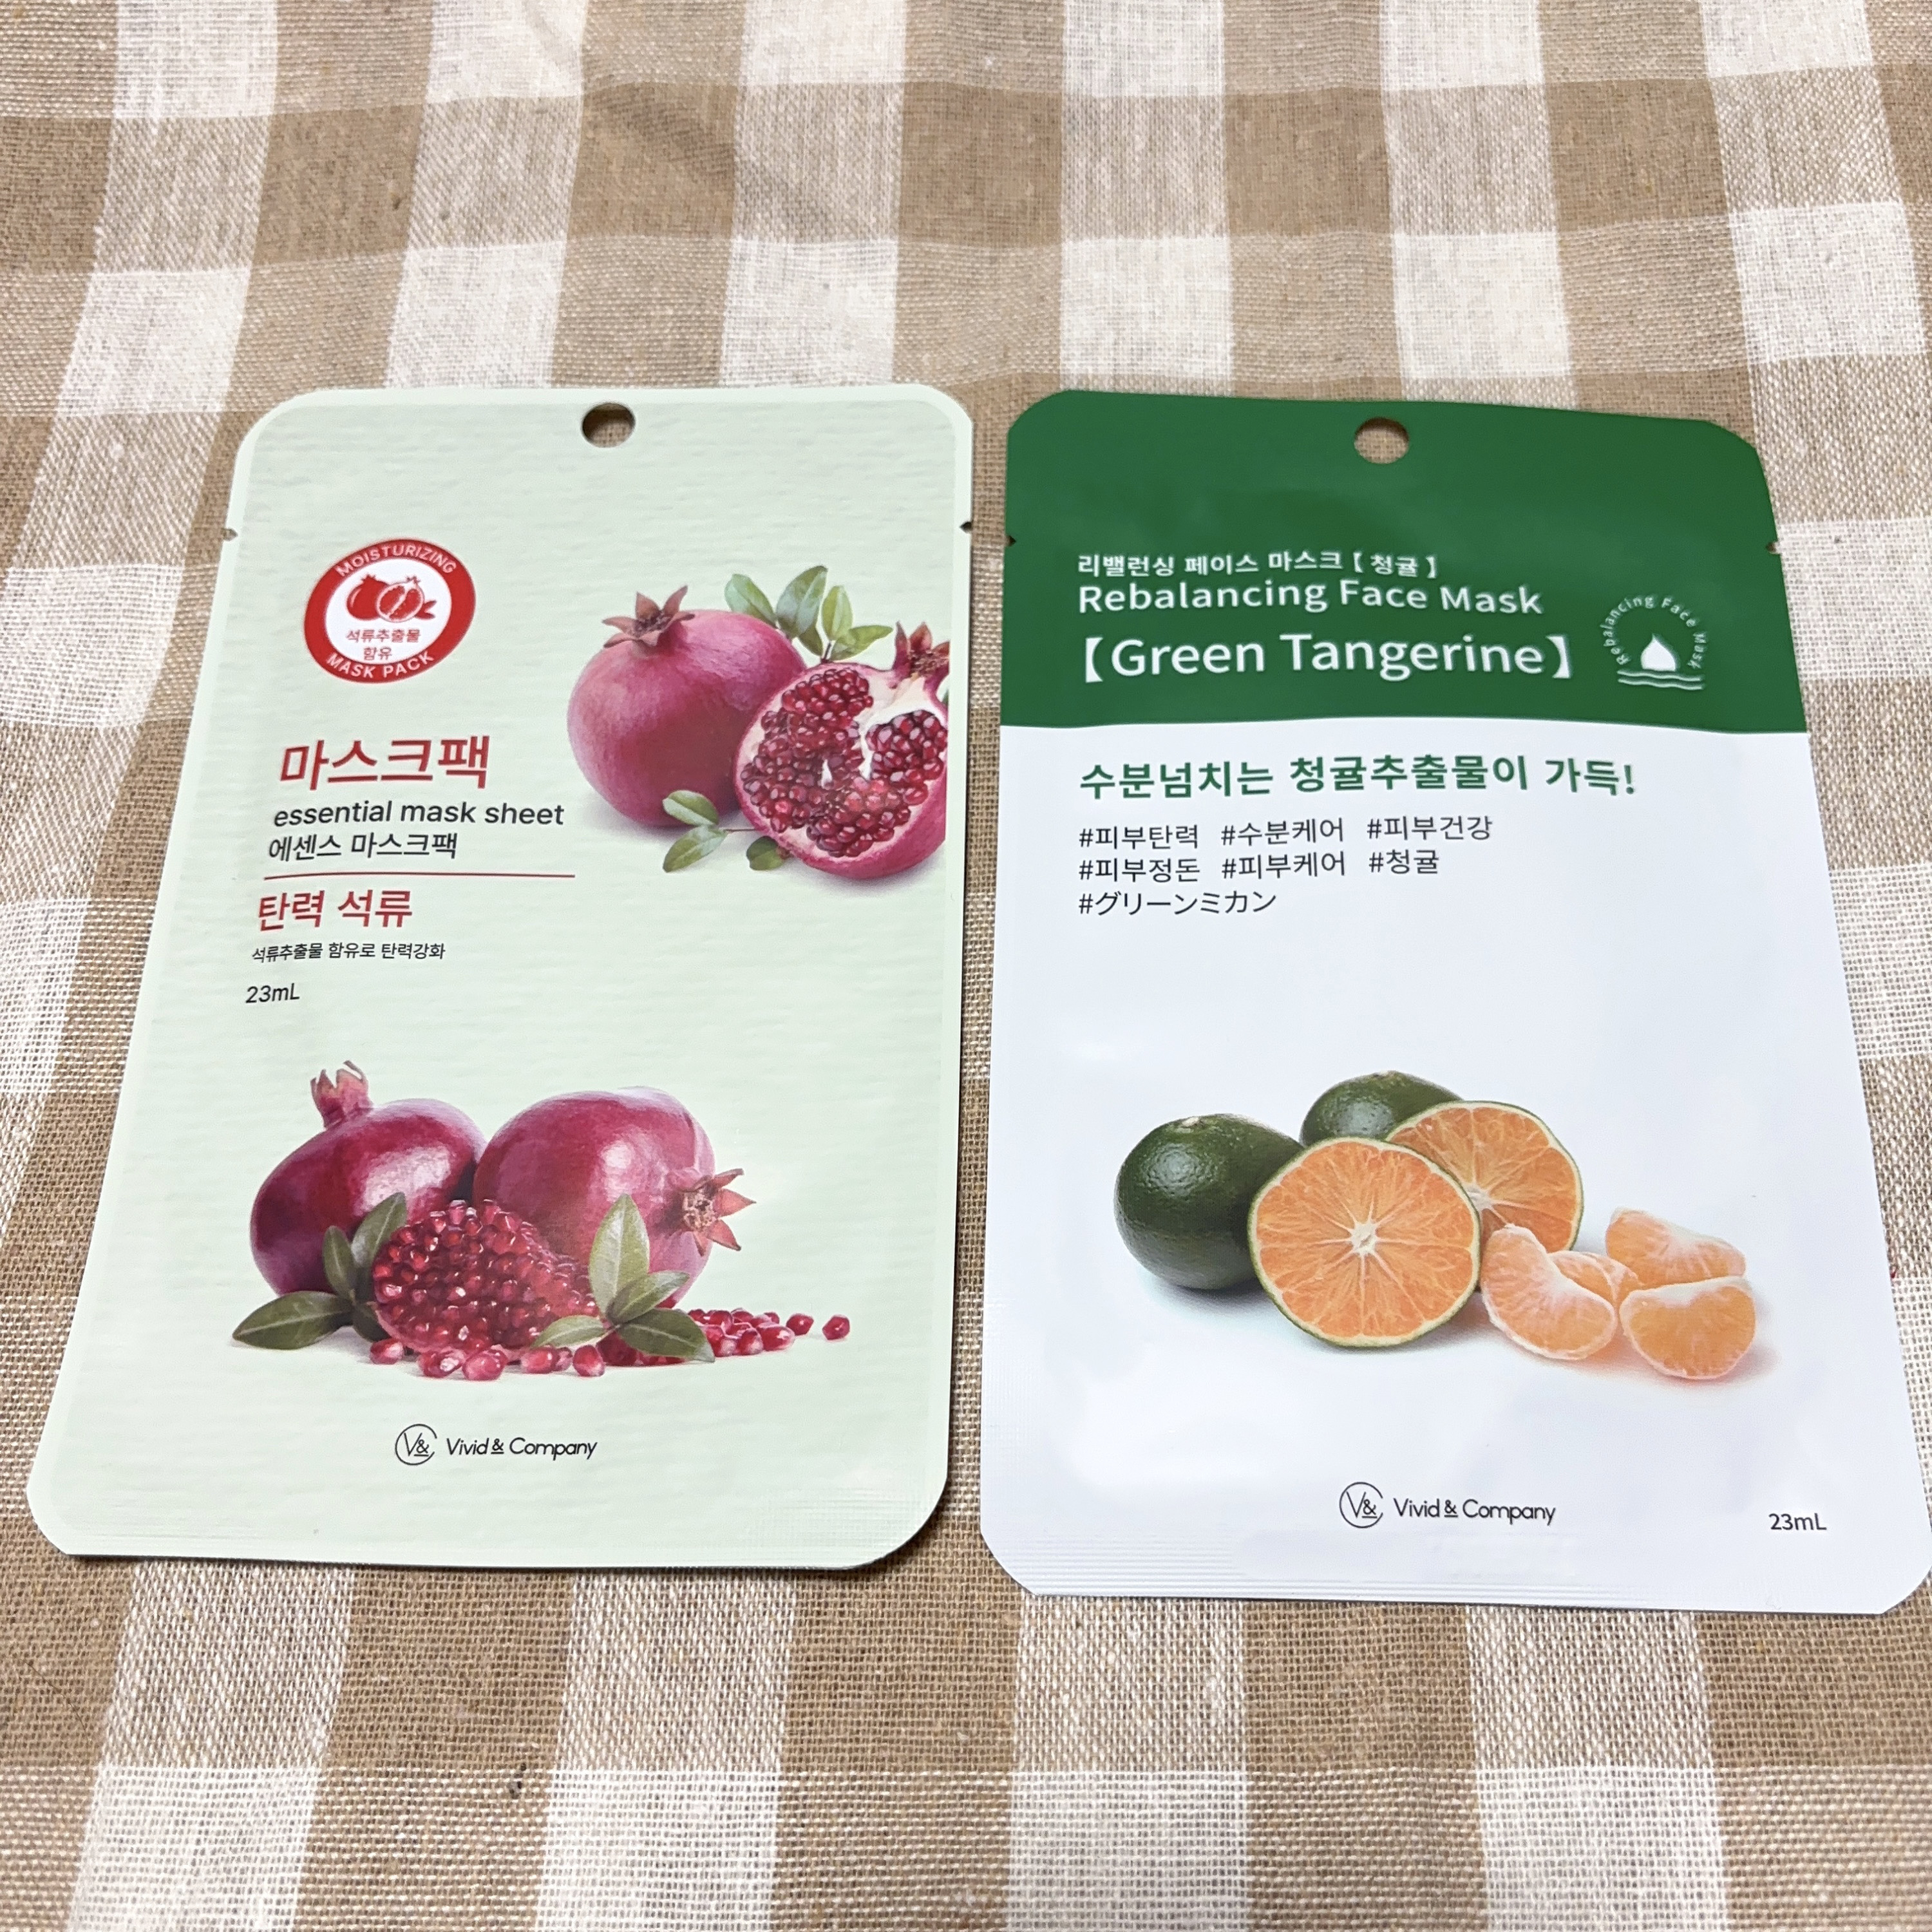 MOISTURIZING
석류추출물
함유
MASK PACK
마스크팩
essential mask sheet
에센스 마스크팩
탄력 석류
석류추출물 함유로 탄력강화
23mL
V& Vivid & Company
리밸런싱 페이스 마스크【청귤】
Rebalancing Face Mask
【Green Tangerine】
Rebalancing Face Mask
수분넘치는 청귤추출물이 가득!
#피부탄력 #수분케어 #피부건강
#피부정돈 #피부케어 #청귤
#グリーンミカン
V& Vivid & Company
23mL